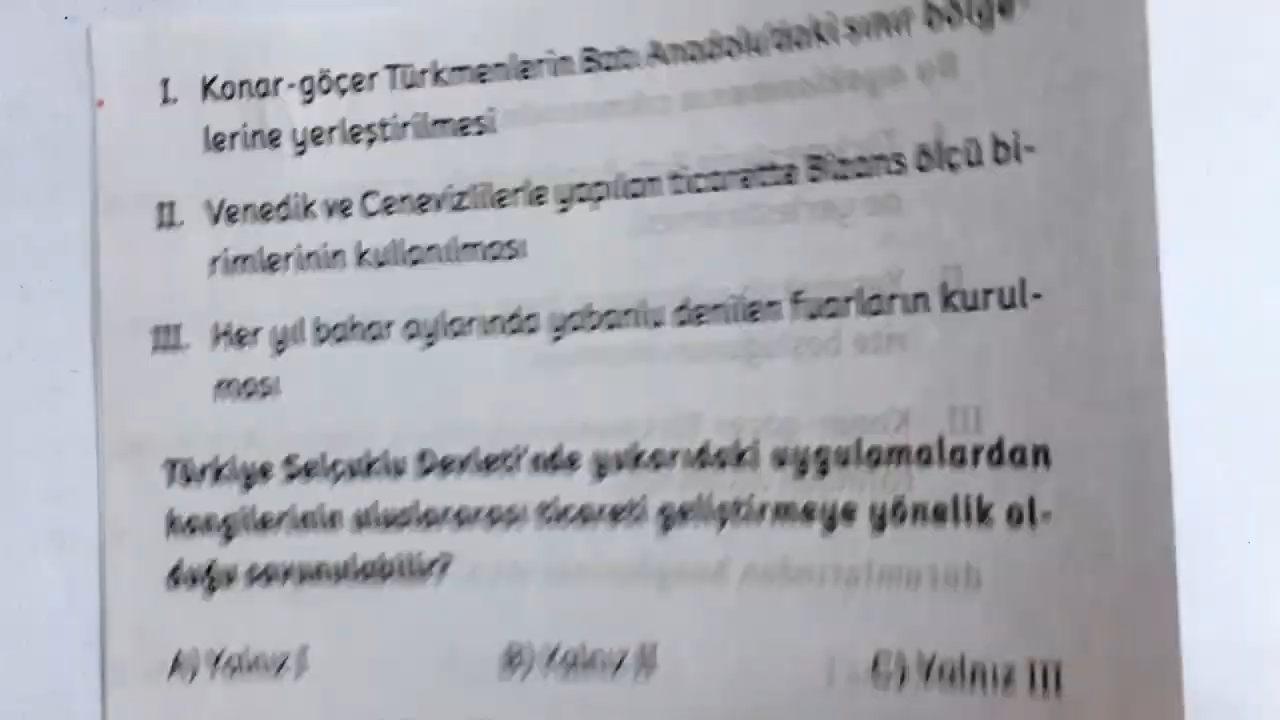 I. Konar-göçer Türkmenlerin Batı Anadolu'daki sınır bölge-
lerine yerleştirilmesi
II. Venedik ve Cenevizlilerle yapılan ticarette Bizans ölçü bi-
rimlerinin kullanılması
III. Her yıl bahar aylarında yabanlu denilen fuarların kurul-
ması
Türkiye Selçuklu Devleti'nde yukarıdaki uygulamalardan
hangilerinin uluslararası ticareti geliştirmeye yönelik ol-
duğu savunulabilir?
A) Yalnız I B) Yalnız II C) Yalnız III